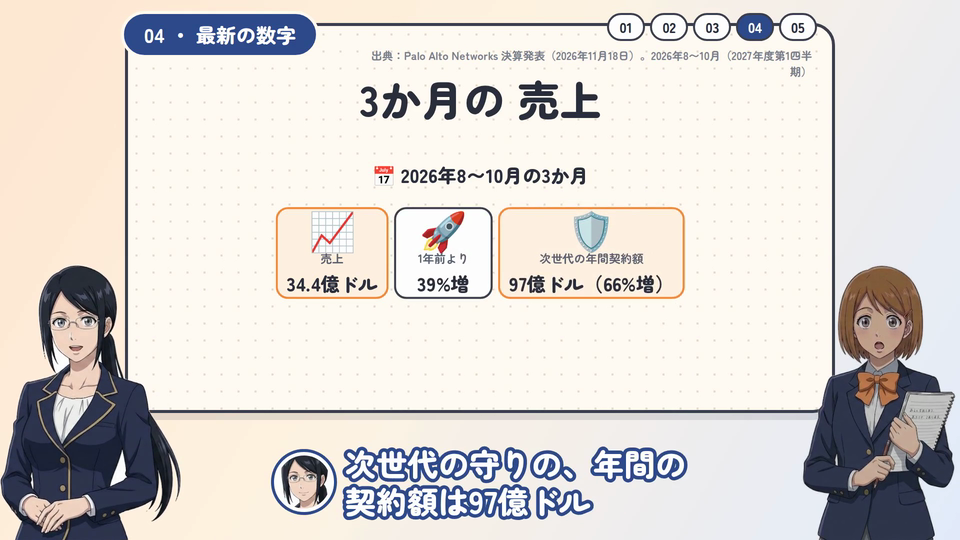 04 ・ 最新の数字
01
02
03
04
05
出典：Palo Alto Networks 決算発表（2026年11月18日）。2026年8〜10月（2027年度第1四半
期）
3か月の 売上
July
17
2026年8〜10月の3か月
売上
34.4億ドル
1年前より
39%増
次世代の年間契約額
97億ドル（66%増）
次世代の守りの、年間の
契約額は97億ドル